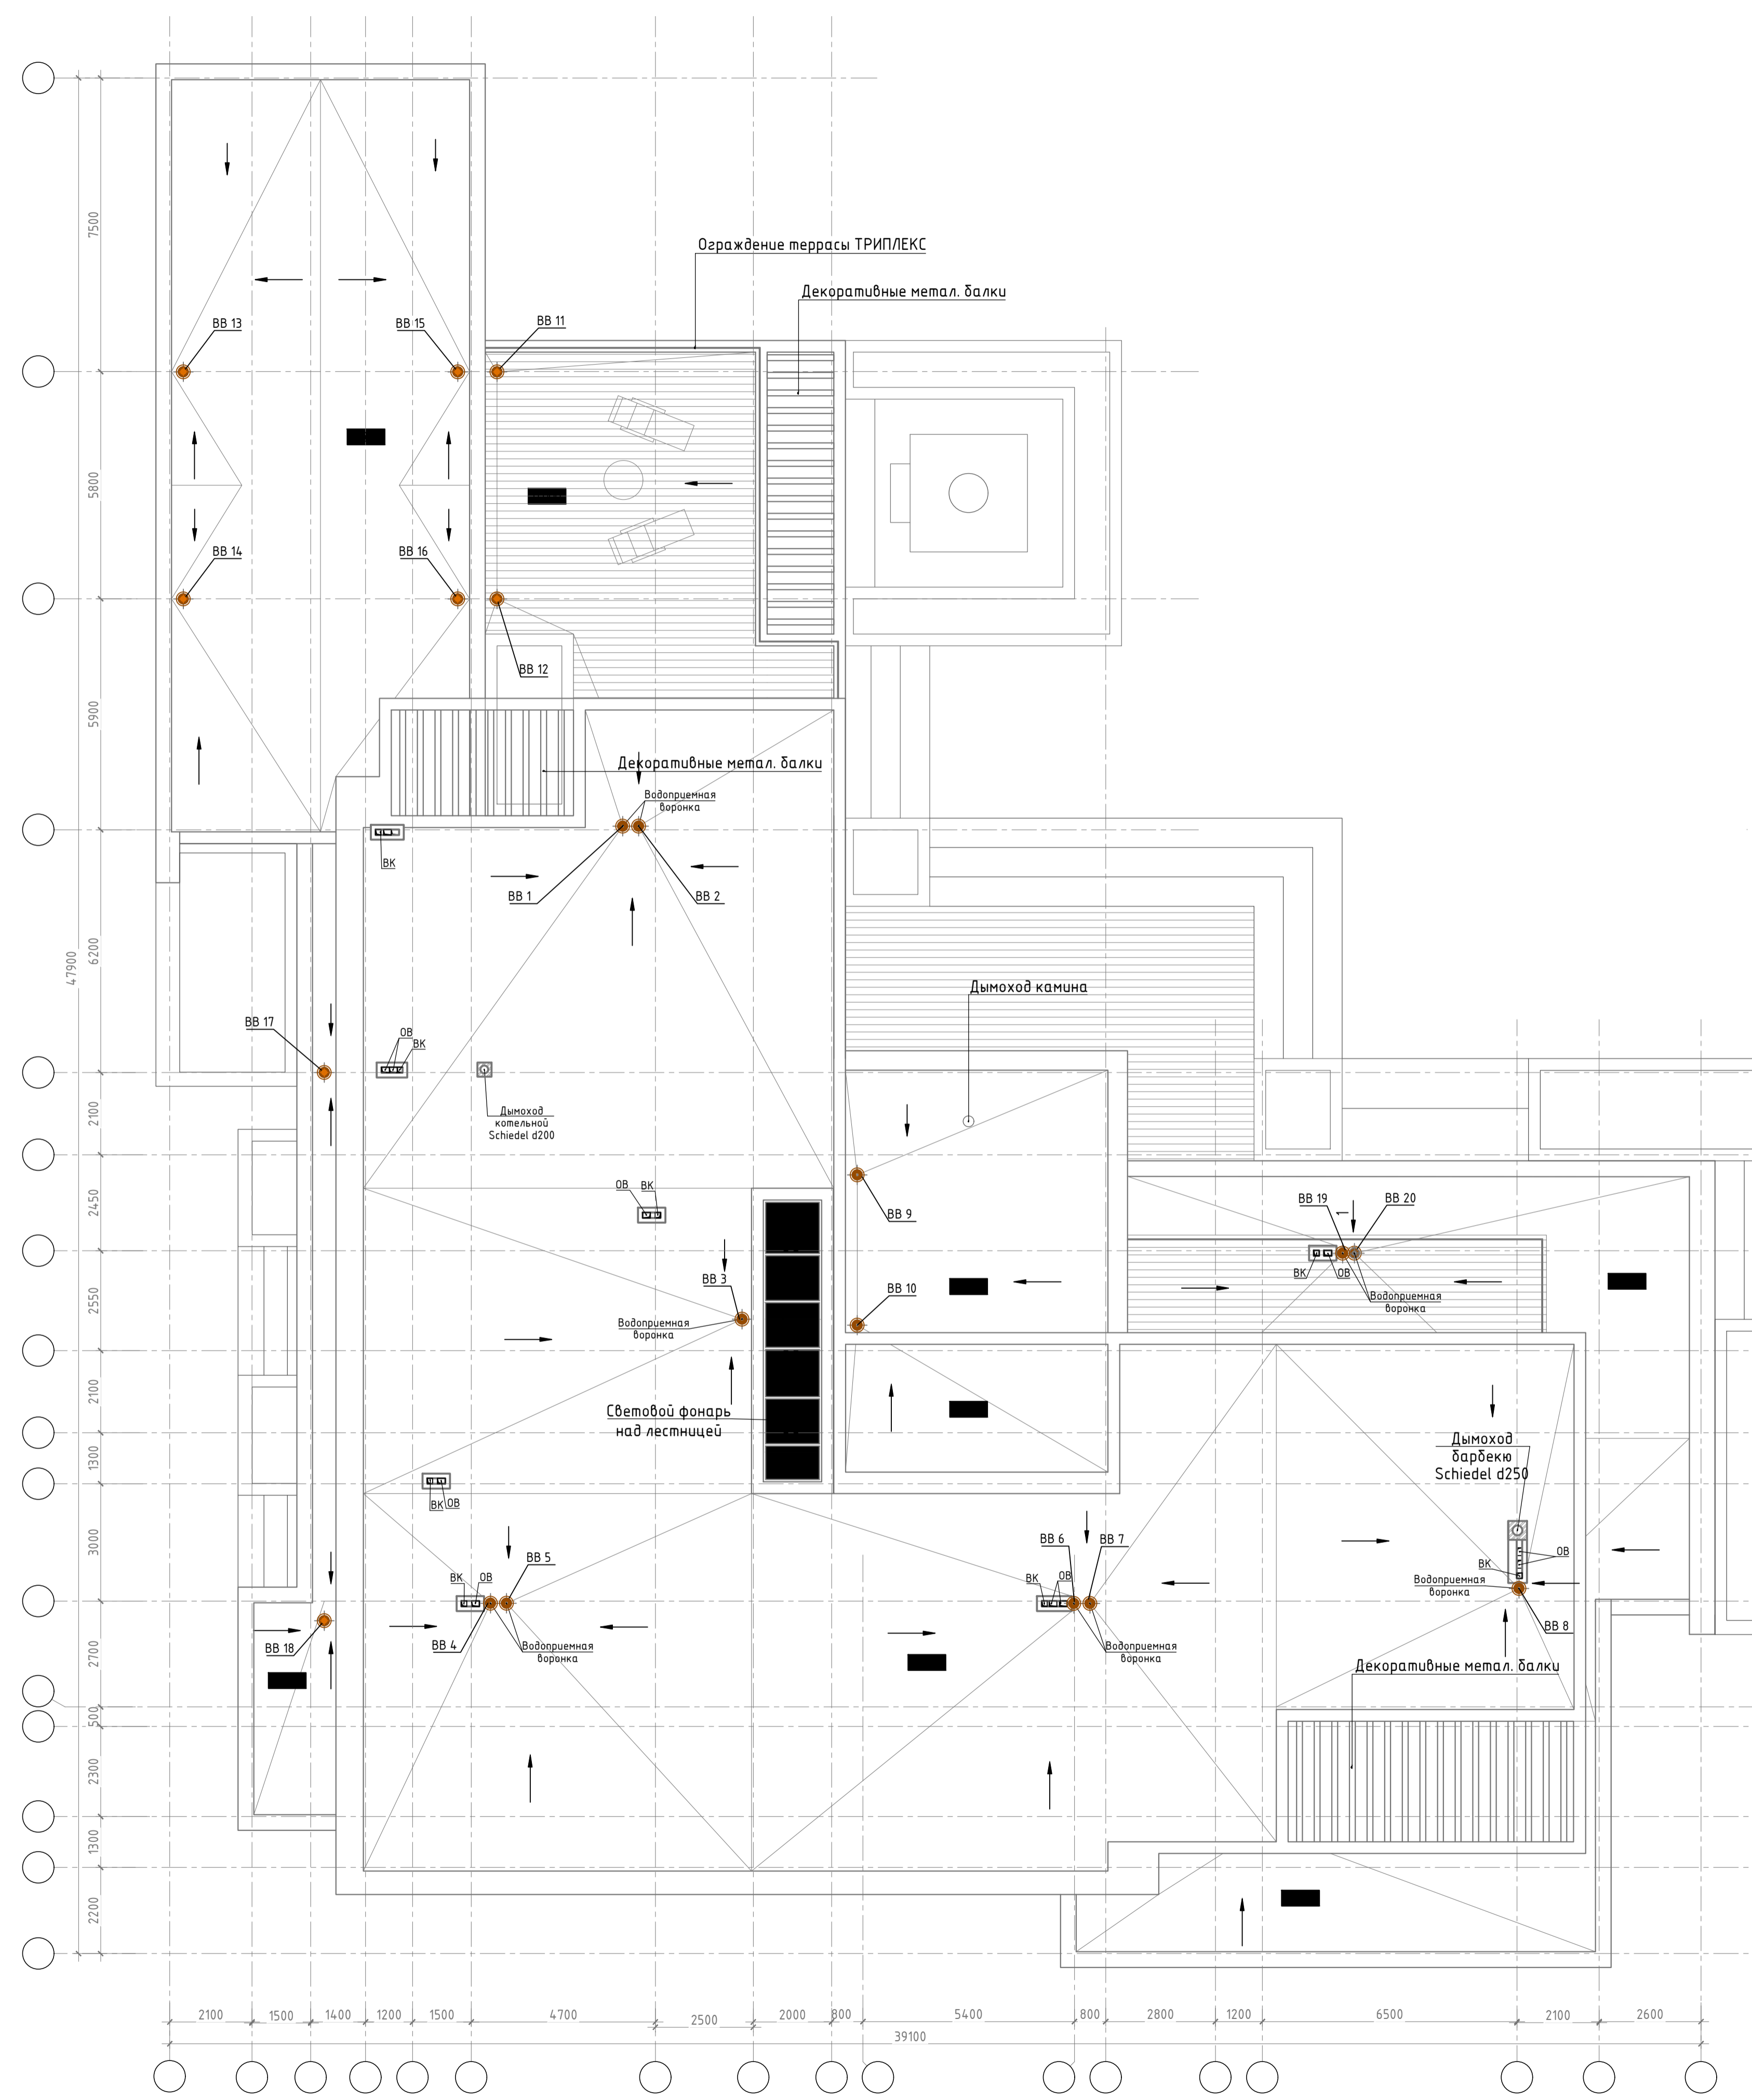 Ограждение террасы ТРИПЛЕКС
Декоративные метал. балки
7500
ВВ 13
ВВ 15
ВВ 11
5800
ВВ 14
ВВ 16
ВВ 12
5900
Декоративные метал. балки
Водоприемная
воронка
ВК
ВВ 1
ВВ 2
6200
47900
Дымоход камина
ВВ 17
ОВ
ВК
2100
Дымоход
котельной
Schiedel d200
2450
ОВ
ВК
ВВ 9
ВВ 19
ВВ 20
1
ВК
ОВ
Водоприемная
воронка
2550
ВВ 3
Водоприемная
воронка
ВВ 10
2100
Световой фонарь
над лестницей
1300
Дымоход
барбекю
Schiedel d250
ВК
ОВ
3000
ВВ 5
ВВ 6
ВВ 7
ОВ
ВК
Водоприемная
воронка
ВК
ОВ
ВК
ОВ
2700
ВВ 18
ВВ 4
Водоприемная
воронка
Водоприемная
воронка
ВВ 8
Декоративные метал. балки
500
2300
1300
2200
2100
1500
1400
1200
1500
4700
2500
2000
800
5400
800
2800
1200
6500
2100
2600
39100